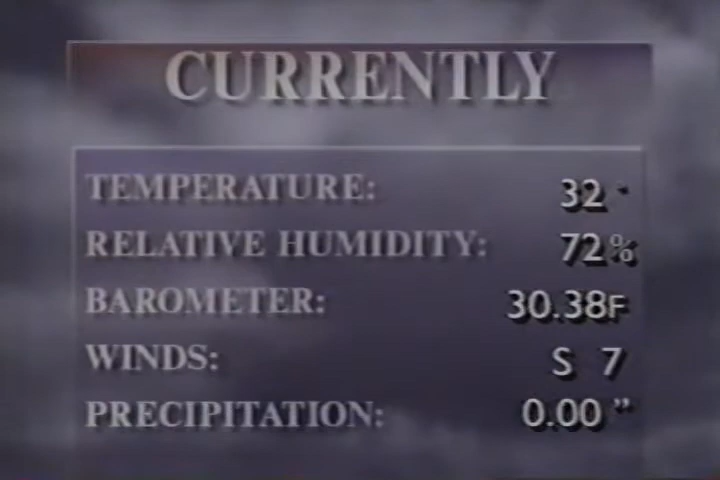 CURRENTLY
TEMPERATURE: 32 °
RELATIVE HUMIDITY: 72%
BAROMETER: 30.38F
WINDS: S 7
PRECIPITATION: 0.00 ”